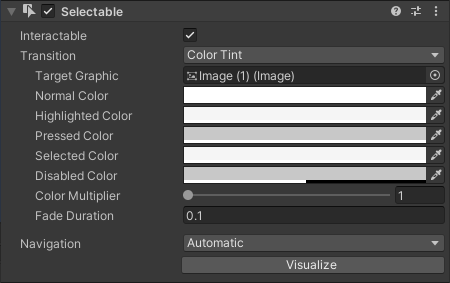 Selectable
Interactable
Transition Color Tint
Target Graphic Image (1) (Image)
Normal Color
Highlighted Color
Pressed Color
Selected Color
Disabled Color
Color Multiplier 1
Fade Duration 0.1
Navigation Automatic
Visualize